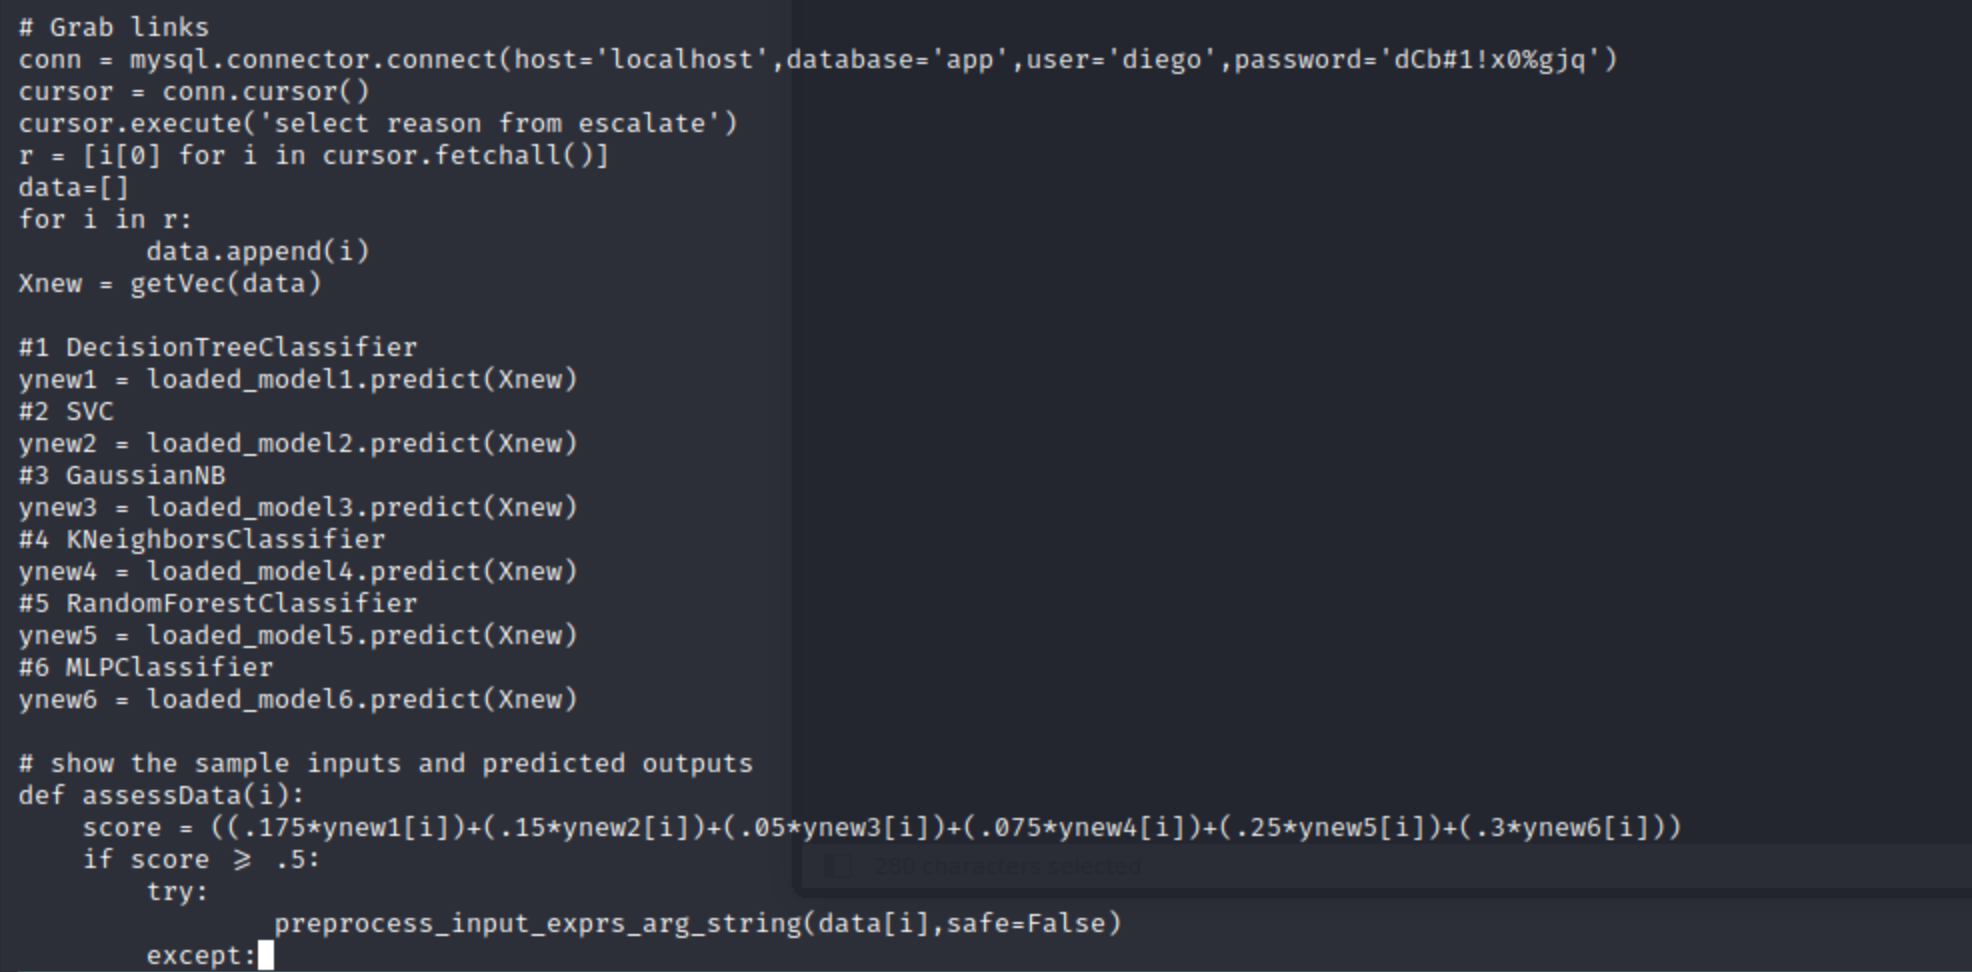 # Grab links
conn = mysql.connector.connect(host='localhost',database='app',user='diego',password='dCb#1!x0%gjq')
cursor = conn.cursor()
cursor.execute('select reason from escalate')
r = [i[0] for i in cursor.fetchall()]
data=[]
for i in r:
        data.append(i)
Xnew = getVec(data)

#1 DecisionTreeClassifier
ynew1 = loaded_model1.predict(Xnew)
#2 SVC
ynew2 = loaded_model2.predict(Xnew)
#3 GaussianNB
ynew3 = loaded_model3.predict(Xnew)
#4 KNeighborsClassifier
ynew4 = loaded_model4.predict(Xnew)
#5 RandomForestClassifier
ynew5 = loaded_model5.predict(Xnew)
#6 MLPClassifier
ynew6 = loaded_model6.predict(Xnew)

# show the sample inputs and predicted outputs
def assessData(i):
    score = ((.175*ynew1[i])+(.15*ynew2[i])+(.05*ynew3[i])+(.075*ynew4[i])+(.25*ynew5[i])+(.3*ynew6[i]))
    if score >= .5:
280 characters selected
        try:
                preprocess_input_exprs_arg_string(data[i],safe=False)
        except: